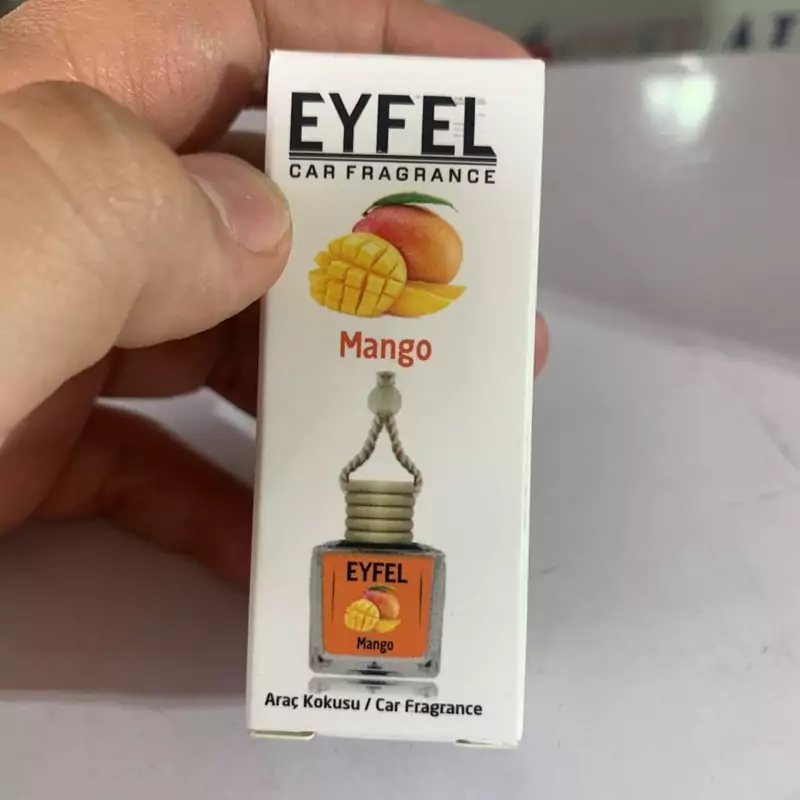 EYFEL
CAR FRAGRANCE
Mango
EYFEL
Mango
Araç Kokusu / Car Fragrance